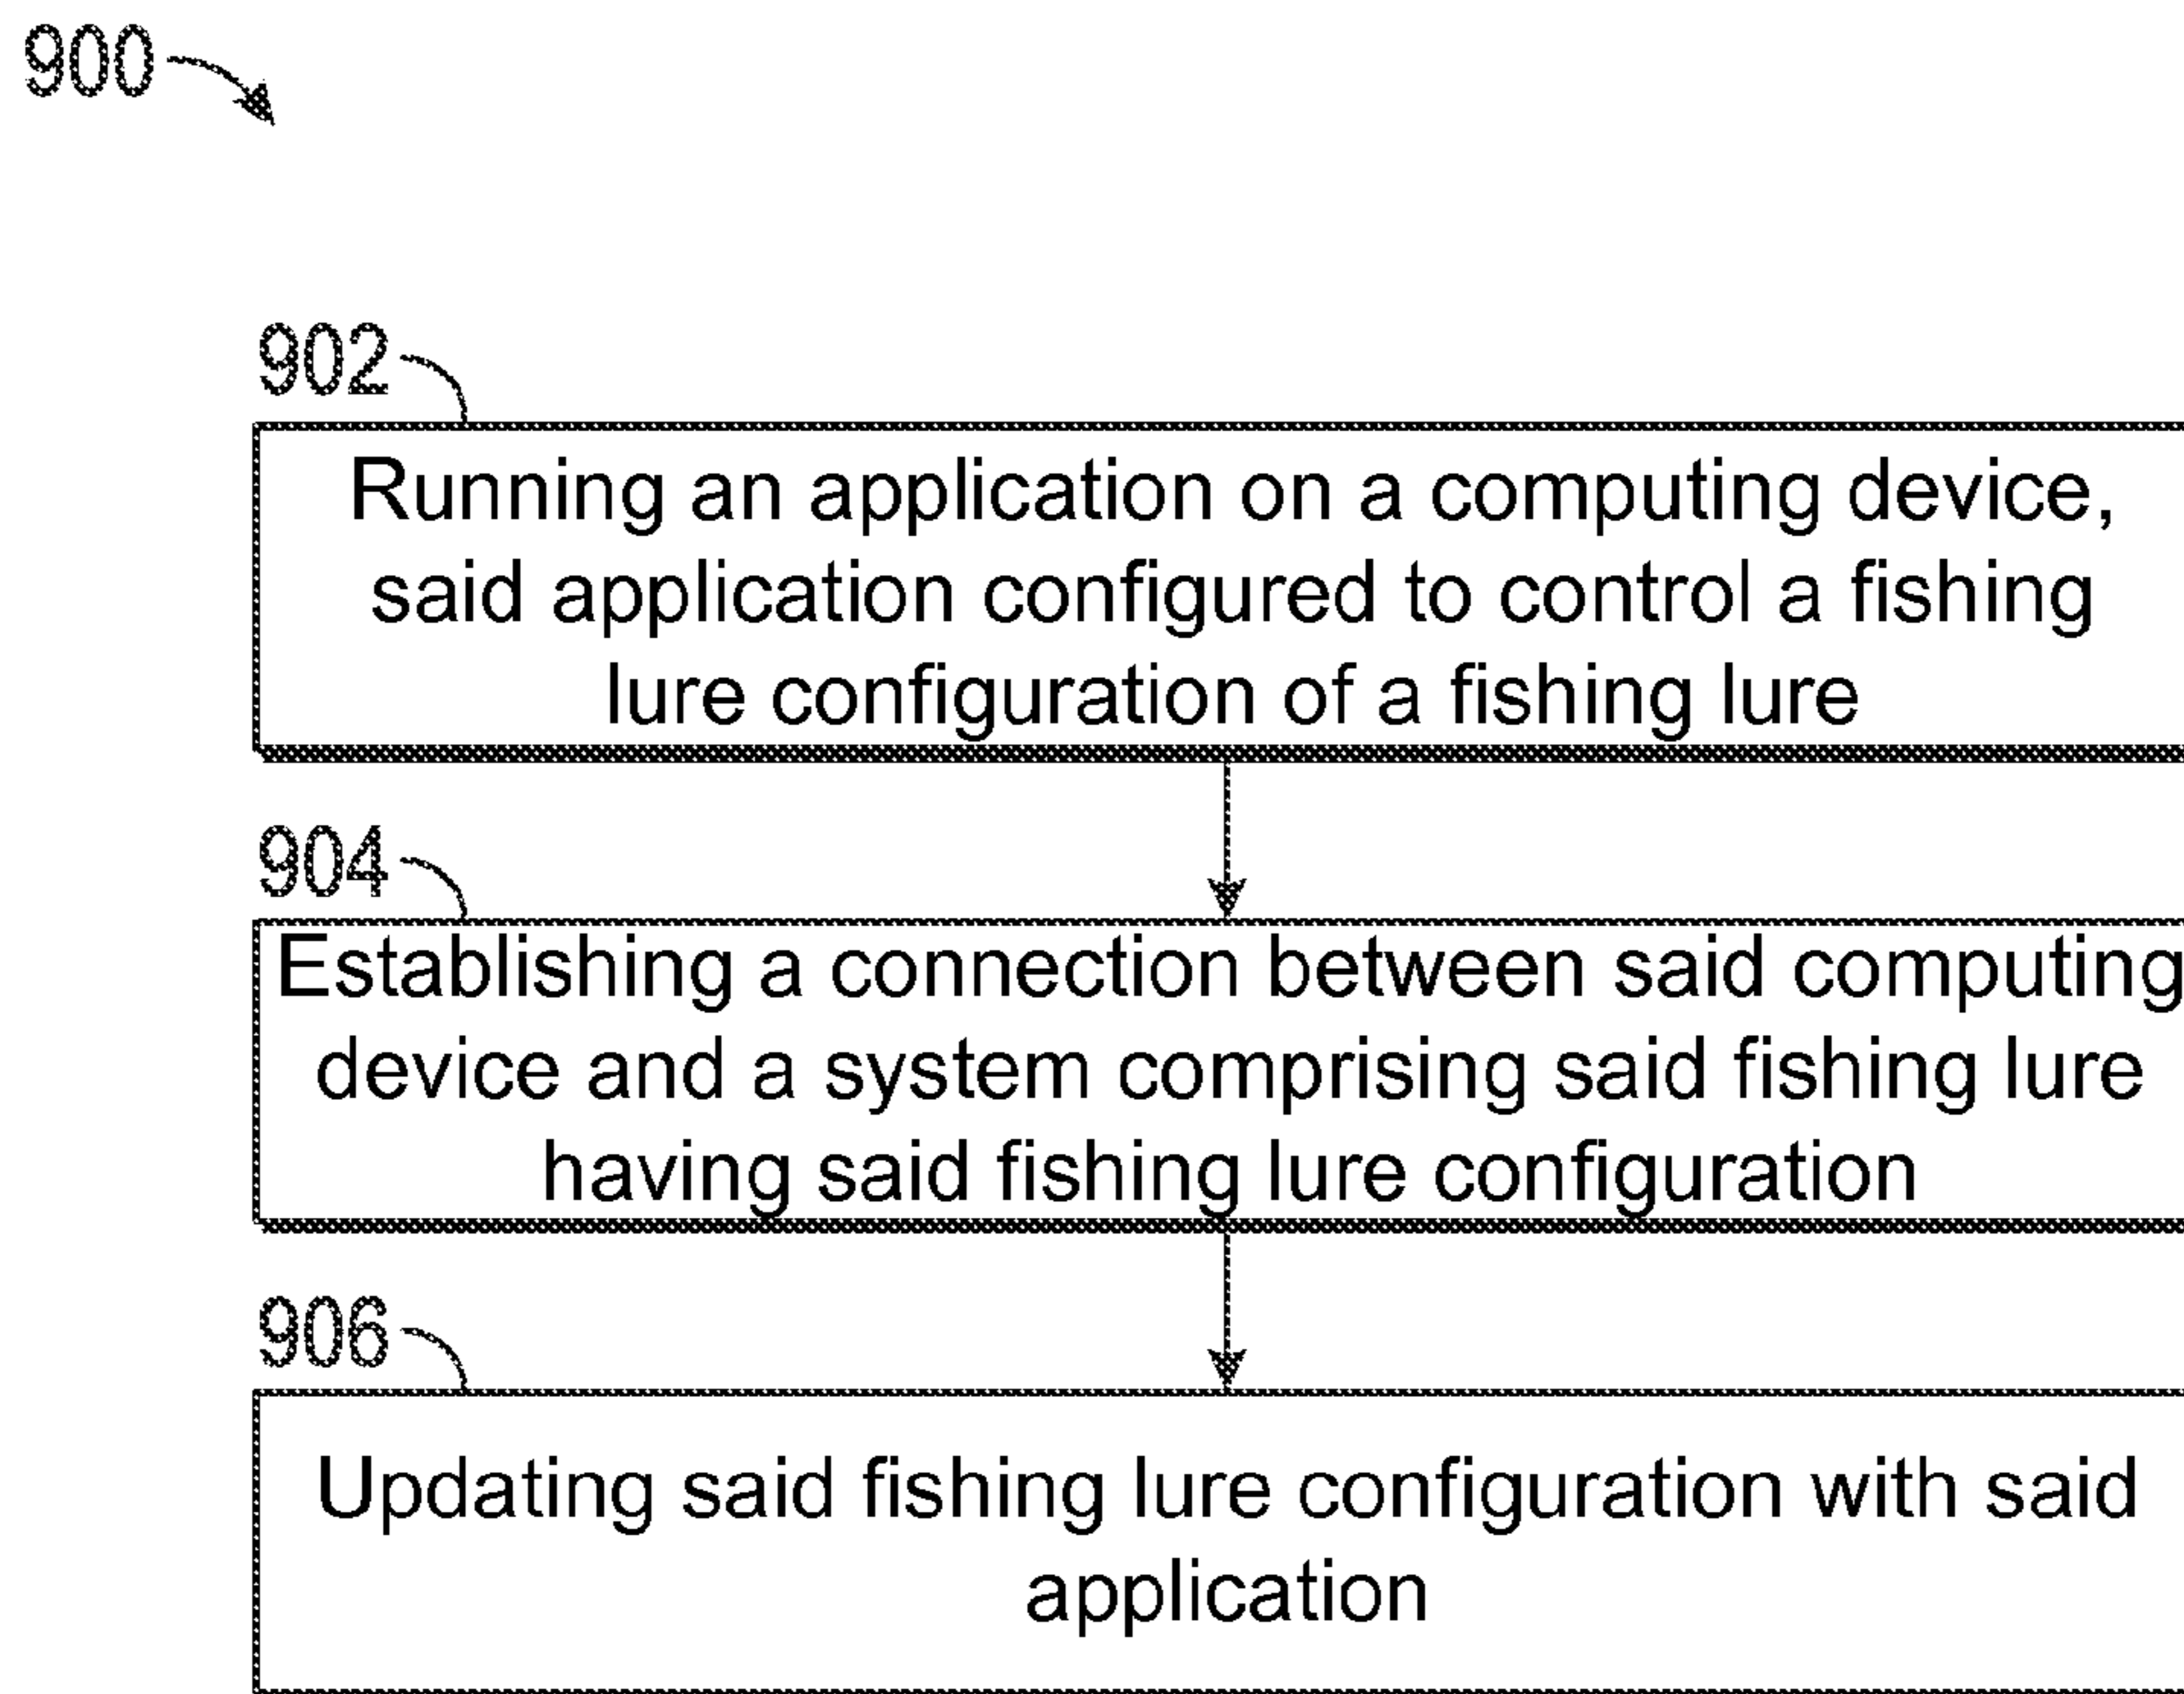 900
902
Running an application on a computing device,
said application configured to control a fishing
lure configuration of a fishing lure
904
Establishing a connection between said computing
device and a system comprising said fishing lure
having said fishing lure configuration
906
Updating said fishing lure configuration with said
application